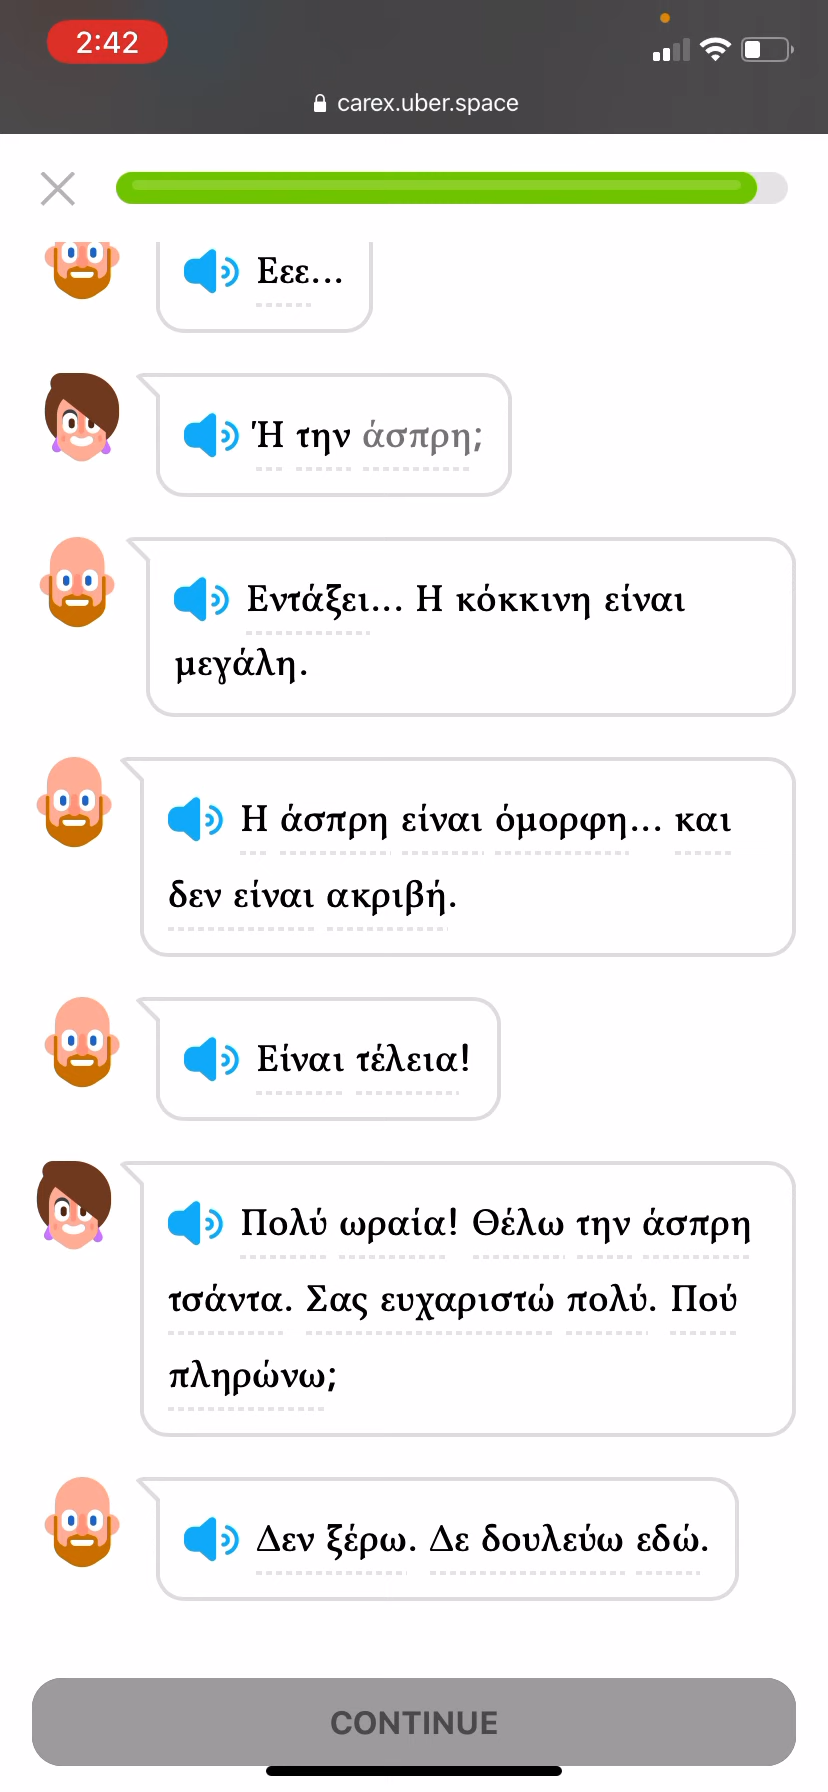 2:42
carex.uber.space
Εεε...
Ή την άσπρη;
Εντάξει... Η κόκκινη είναι
μεγάλη.
Η άσπρη είναι όμορφη... και
δεν είναι ακριβή.
Είναι τέλεια!
Πολύ ωραία! Θέλω την άσπρη
τσάντα. Σας ευχαριστώ πολύ. Πού
πληρώνω;
Δεν ξέρω. Δε δουλεύω εδώ.
CONTINUE